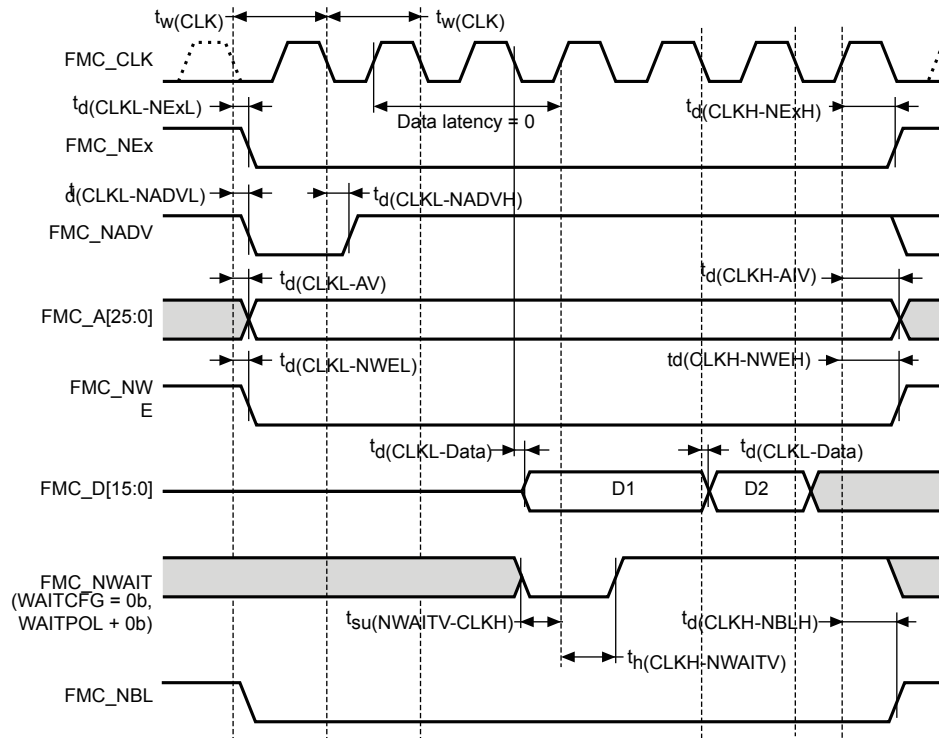 tw(CLK) tw(CLK)
FMC_CLK
td(CLKL-NExL) Data latency = 0 td(CLKH-NExH)
FMC_NEx
td(CLKL-NADVL) td(CLKL-NADVH)
FMC_NADV
td(CLKL-AV) td(CLKH-AIV)
FMC_A[25:0]
td(CLKL-NWEL) td(CLKH-NWEH)
FMC_NW
E
td(CLKL-Data) td(CLKL-Data)
FMC_D[15:0] D1 D2
FMC_NWAIT
(WAITCFG = 0b,
WAITPOL + 0b)
tsu(NWAITV-CLKH) td(CLKH-NBLH)
th(CLKH-NWAITV)
FMC_NBL